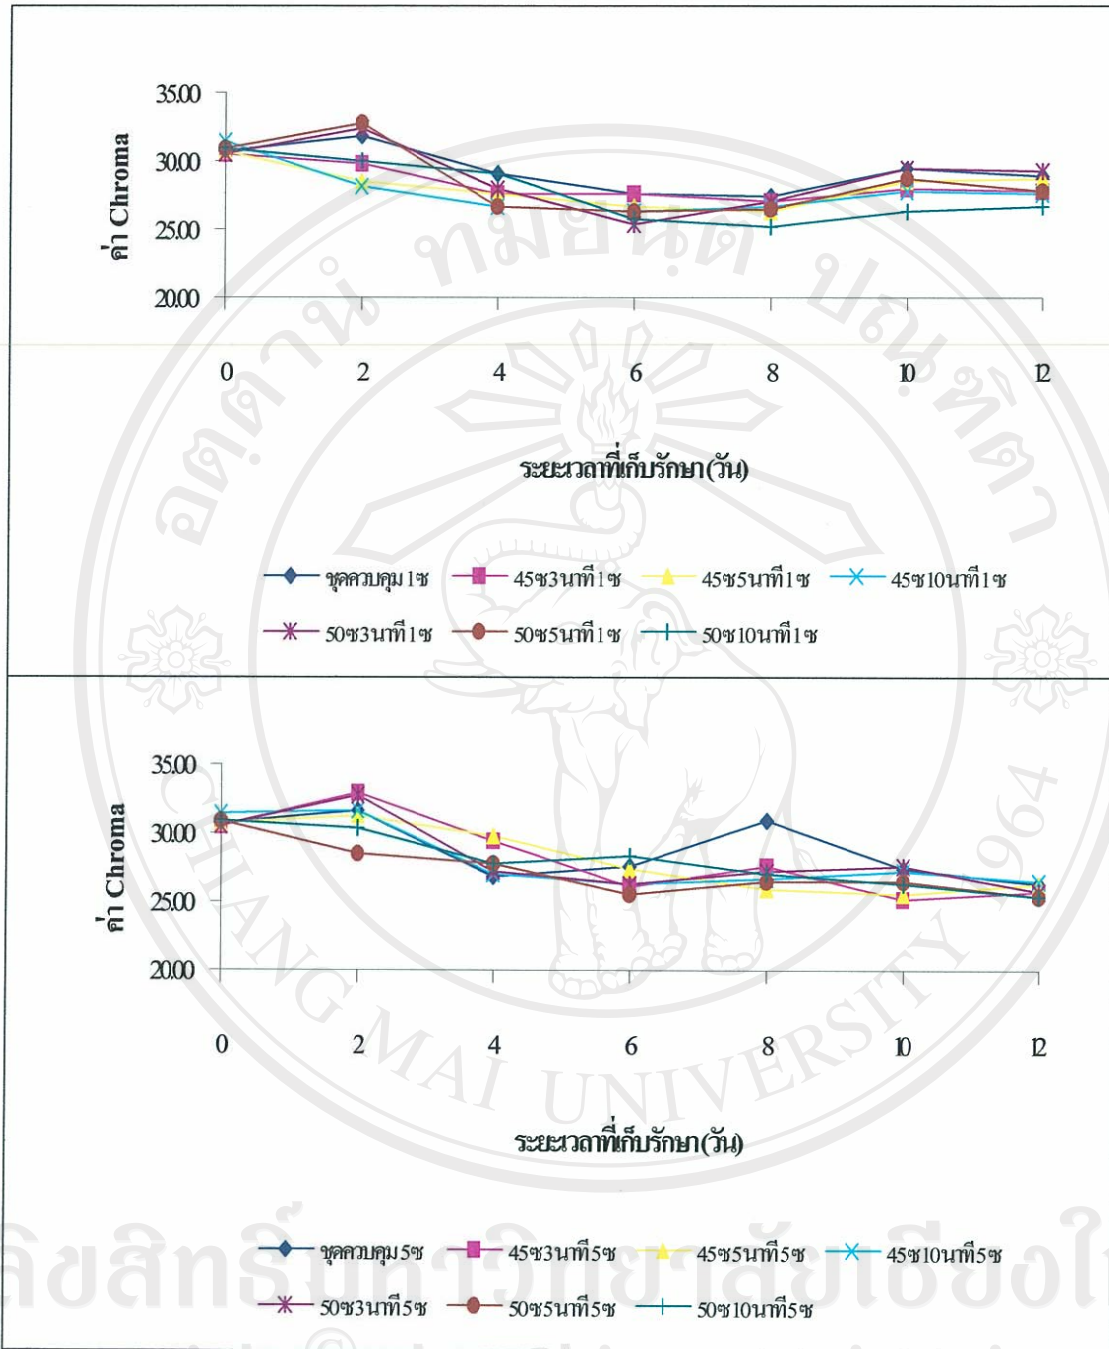 35.00
30.00
25.00
20.00
ค่า Chroma
0 2 4 6 8 10 12
ระยะเวลาที่เก็บรักษา(วัน)
ชุดควบคุม1ซ 45ซ3นาที1ซ 45ซ5นาที1ซ 45ซ10นาที1ซ
50ซ3นาที1ซ 50ซ5นาที1ซ 50ซ10นาที1ซ
35.00
30.00
25.00
20.00
ค่า Chroma
0 2 4 6 8 10 12
ระยะเวลาที่เก็บรักษา(วัน)
ชุดควบคุม5ซ 45ซ3นาที5ซ 45ซ5นาที5ซ 45ซ10นาที5ซ
50ซ3นาที5ซ 50ซ5นาที5ซ 50ซ10นาที5ซ
CHIANG MAI UNIVERSITY 1964